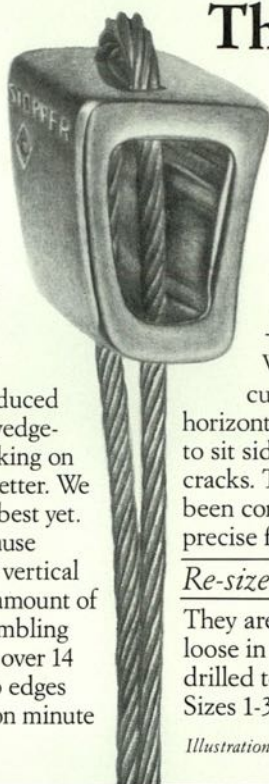 Th
STOPPER
duced
vedge-
king on
etter. We
best yet.
use
vertical
amount of
mbling
over 14
edges
on minute
cu
horizont
to sit sid
cracks. T
been con
precise f
Re-size
They are
loose in
drilled t
Sizes 1-3
Illustration